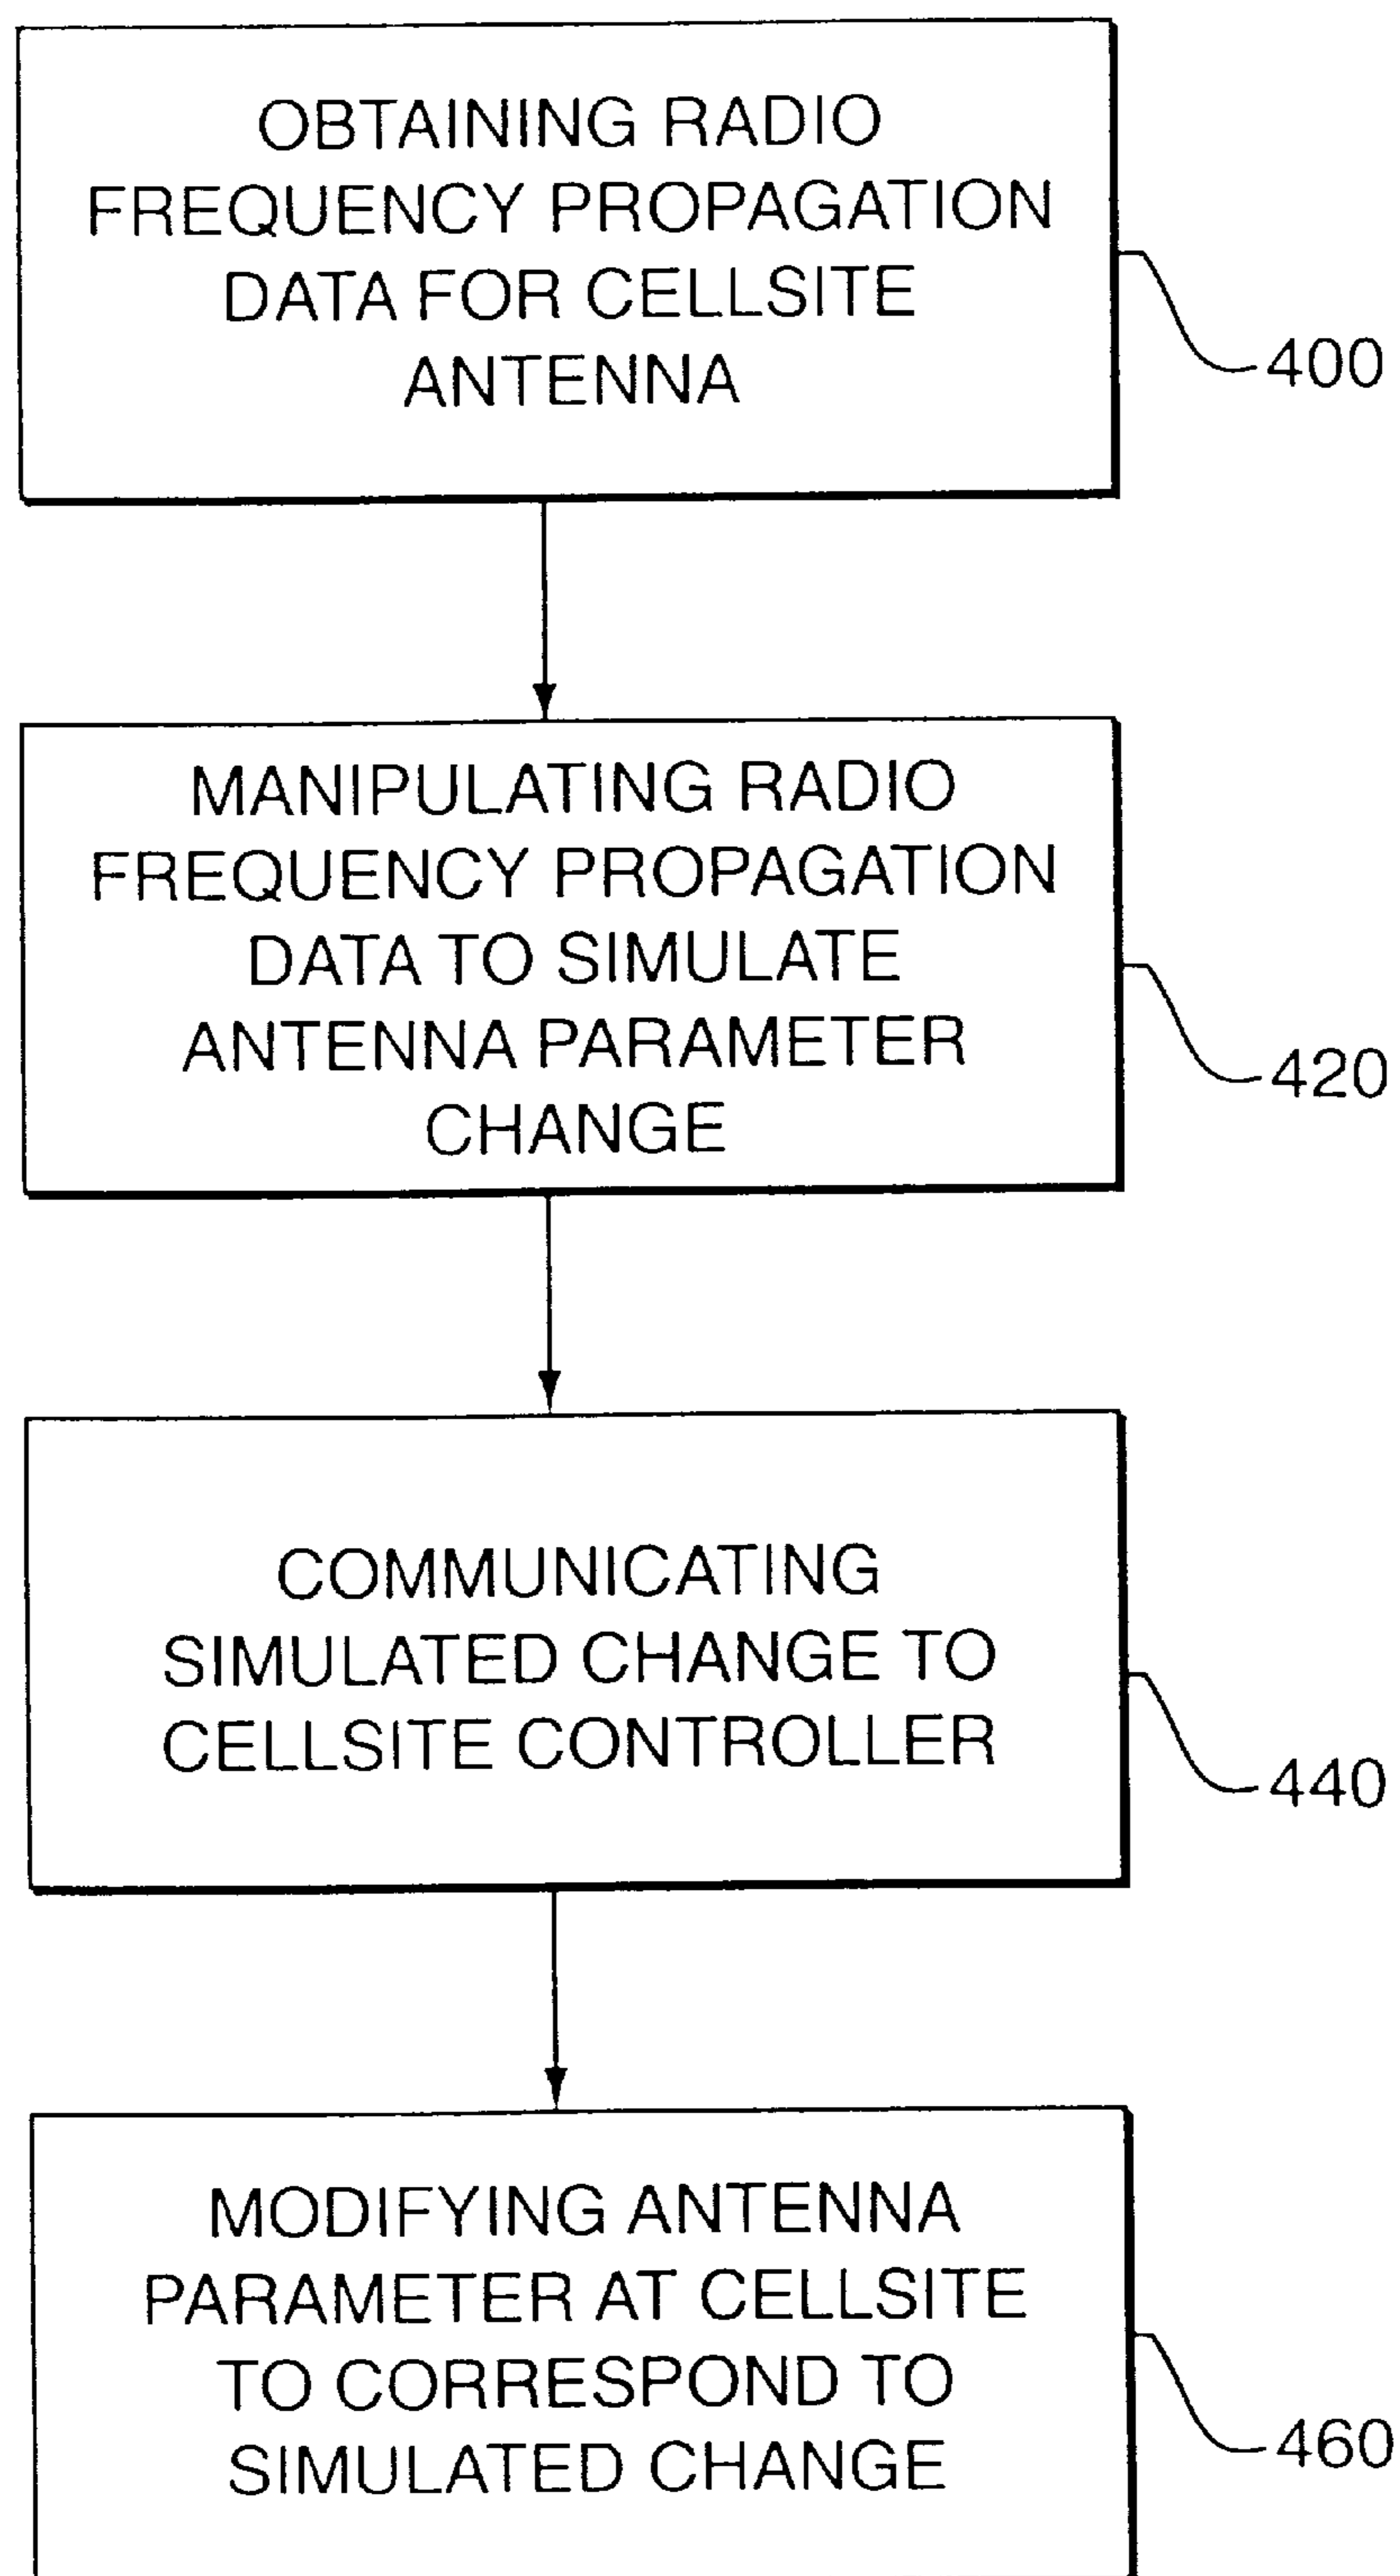 OBTAINING RADIO
FREQUENCY PROPAGATION
DATA FOR CELLSITE
ANTENNA
400
MANIPULATING RADIO
FREQUENCY PROPAGATION
DATA TO SIMULATE
ANTENNA PARAMETER
CHANGE
420
COMMUNICATING
SIMULATED CHANGE TO
CELLSITE CONTROLLER
440
MODIFYING ANTENNA
PARAMETER AT CELLSITE
TO CORRESPOND TO
SIMULATED CHANGE
460